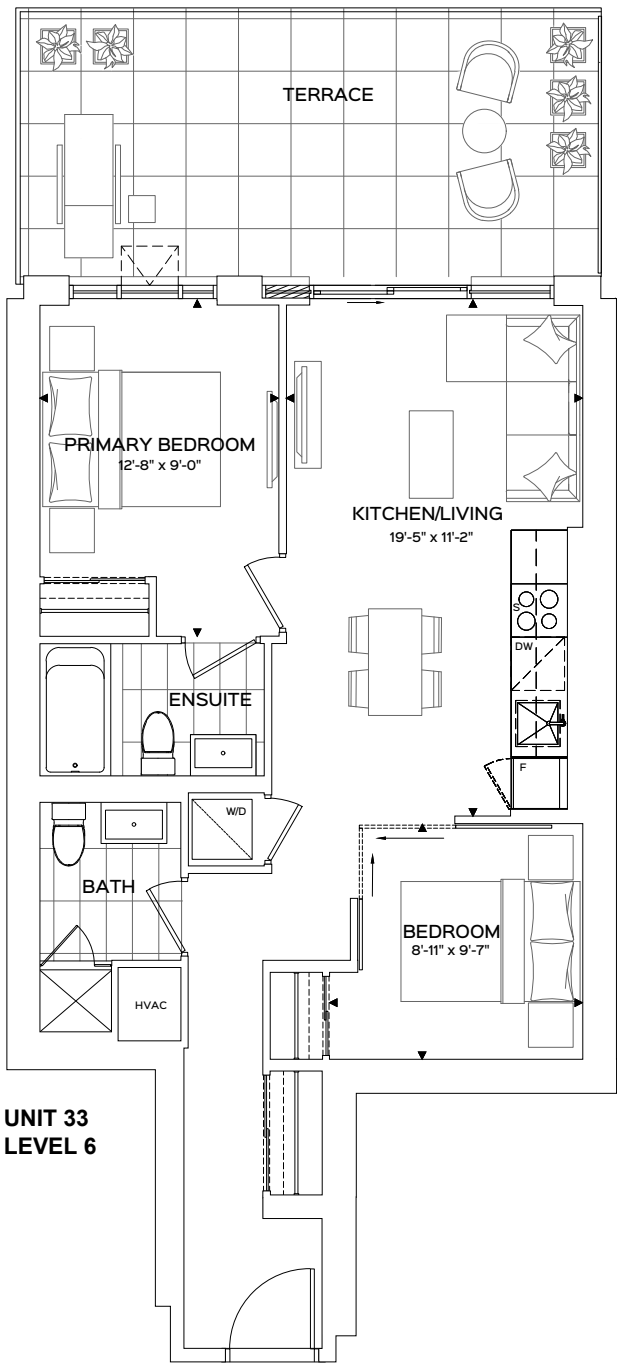 TERRACE
PRIMARY BEDROOM
12'-8" x 9'-0"
KITCHEN/LIVING
19'-5" x 11'-2"
S
DW
ENSUITE
F
W/D
BATH
BEDROOM
8'-11" x 9'-7"
HVAC
UNIT 33
LEVEL 6